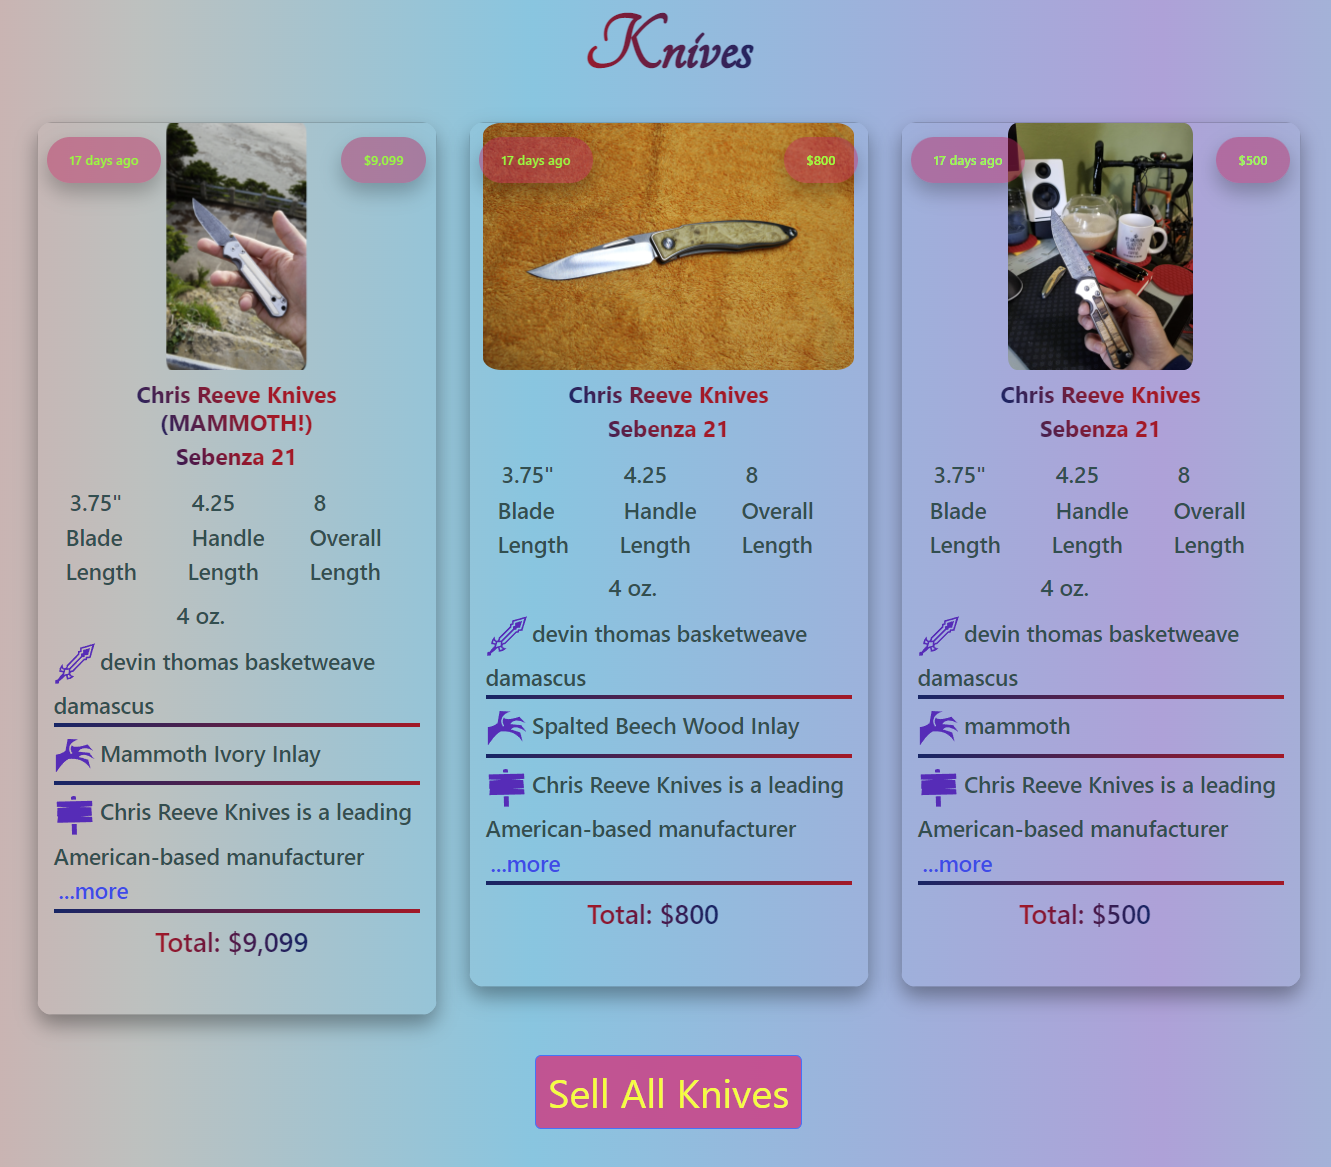 Knives
17 days ago
$9,099
Chris Reeve Knives
(MAMMOTH!)
Sebenza 21
3.75" 4.25 8
Blade Handle Overall
Length Length Length
4 oz.
devin thomas basketweave
damascus
Mammoth Ivory Inlay
Chris Reeve Knives is a leading
American-based manufacturer
...more
Total: $9,099
17 days ago
$800
Chris Reeve Knives
Sebenza 21
3.75" 4.25 8
Blade Handle Overall
Length Length Length
4 oz.
devin thomas basketweave
damascus
Spalted Beech Wood Inlay
Chris Reeve Knives is a leading
American-based manufacturer
...more
Total: $800
17 days ago
$500
Chris Reeve Knives
Sebenza 21
3.75" 4.25 8
Blade Handle Overall
Length Length Length
4 oz.
devin thomas basketweave
damascus
mammoth
Chris Reeve Knives is a leading
American-based manufacturer
...more
Total: $500
Sell All Knives